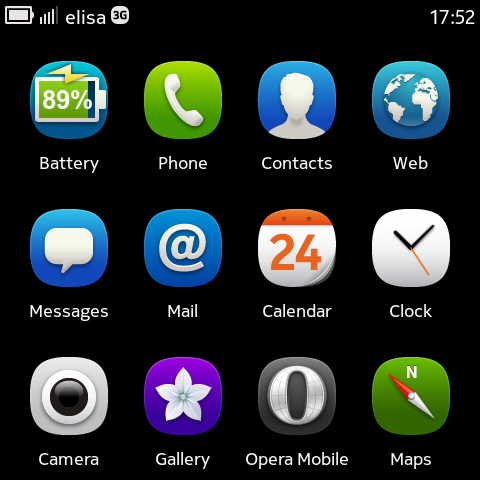 elisa 3G 17:52
89%
Battery Phone Contacts Web
@ 24
Messages Mail Calendar Clock
N
Camera Gallery Opera Mobile Maps